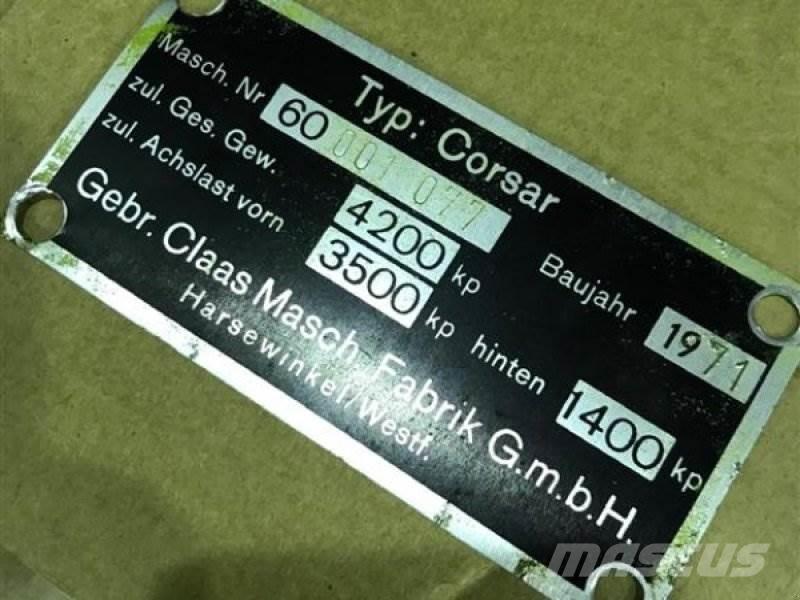 Typ: Corsar
Masch. Nr 60 001 077
zul. Ges. Gew. 4200 kp Baujahr 1971
zul. Achslast vorn 3500 kp hinten 1400 kp
Gebr. Claas Masch. Fabrik G.m.b.H.
Harsewinkel/Westf.
mascus